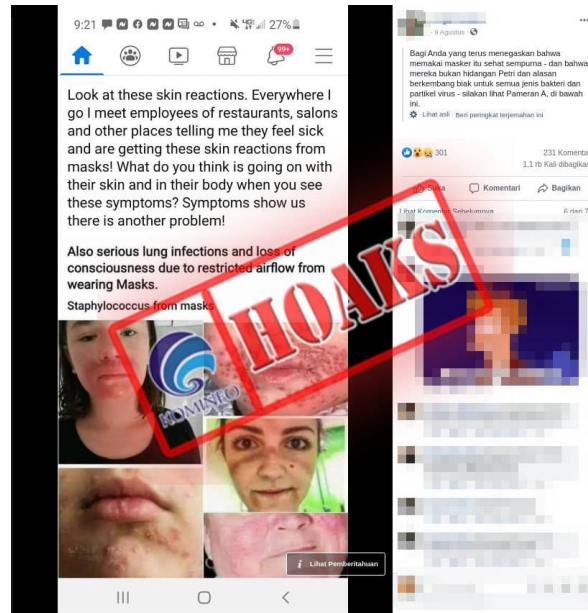 9:21
27%
99+
Look at these skin reactions. Everywhere I
go I meet employees of restaurants, salons
and other places telling me they feel sick
and are getting these skin reactions from
masks! What do you think is going on with
their skin and in their body when you see
these symptoms? Symptoms show us
there is another problem!
Also serious lung infections and loss of
consciousness due to restricted airflow from
wearing Masks.
Staphylococcus from masks
HOAKS
KOMINFO
Lihat Pemberitahuan
9 Agustus
Bagi Anda yang terus menegaskan bahwa
memakai masker itu sehat sempurna - dan bahwa
mereka bukan hidangan Petri dan alasan
berkembang biak untuk semua jenis bakteri dan
partikel virus - silakan lihat Pameran A, di bawah
ini.
Lihat asli · Beri peringkat terjemahan ini
301
231 Komenta
1,1 rb Kali dibagikan
Suka
Komentari
Bagikan
Lihat Komentar Sebelumnya
6 dari 7